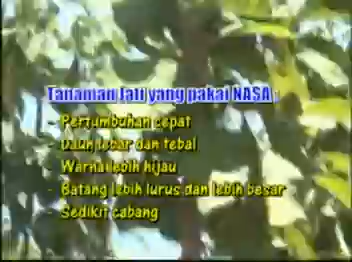 Tanaman Jati yang pakai NASA :
- Pertumbuhan cepat
- Daun lebar dan tebal
- Warna lebih hijau
- Batang lebih lurus dan lebih besar
- Sedikit cabang